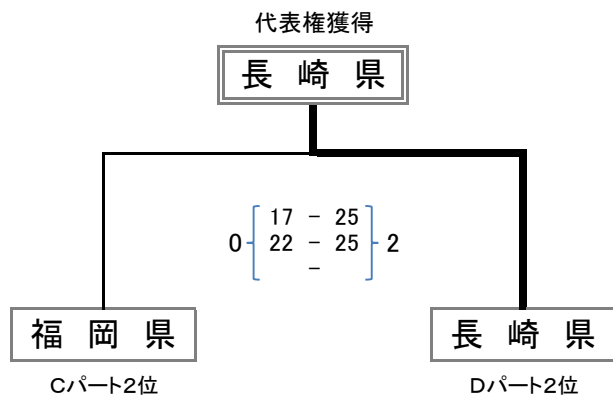 代表権獲得
長 崎 県
17 - 25
0 22 - 25 2
-
福 岡 県 長 崎 県
Cパート2位 Dパート2位